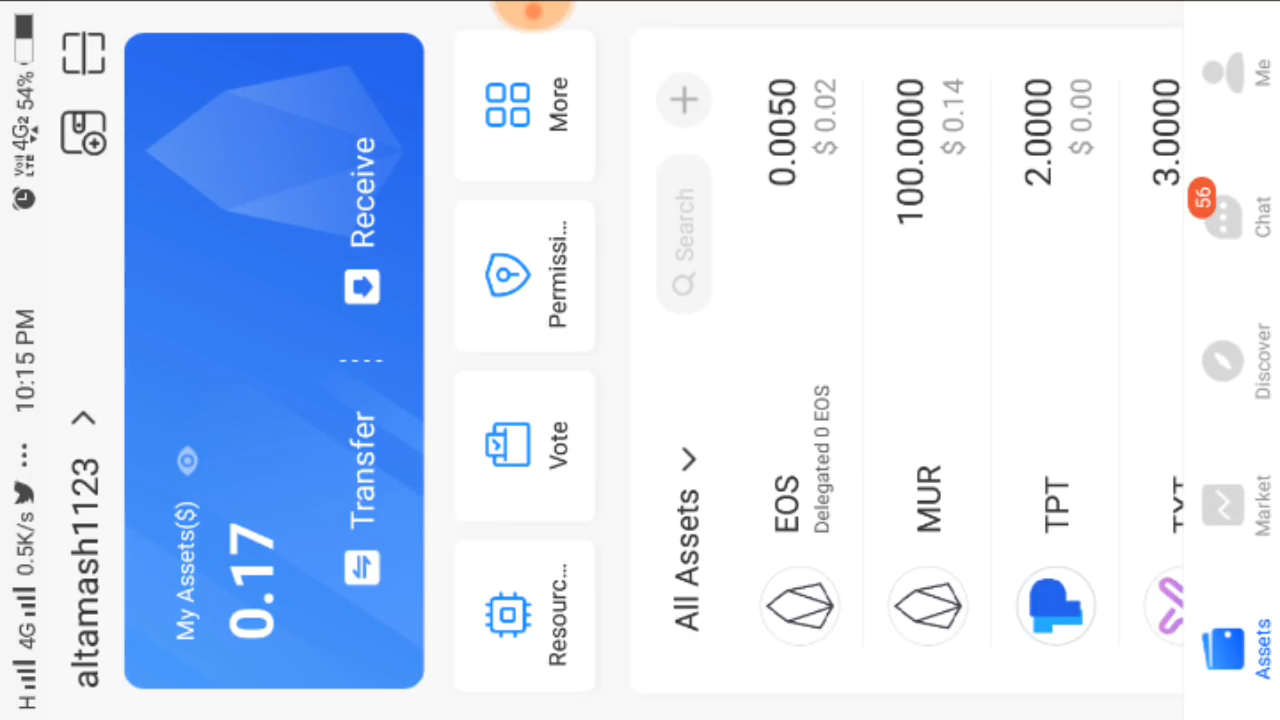 H 4G 0.5K/s ... 10:15 PM VoLTE 4G2 54%
altamash1123
My Assets($)
0.17
Transfer
Receive
Resourc...
Vote
Permissi...
More
All Assets
Search
EOS 0.0050
Delegated 0 EOS $ 0.02
MUR 100.0000
$ 0.14
TPT 2.0000
$ 0.00
TXT 3.0000
56
Assets Market Discover Chat Me